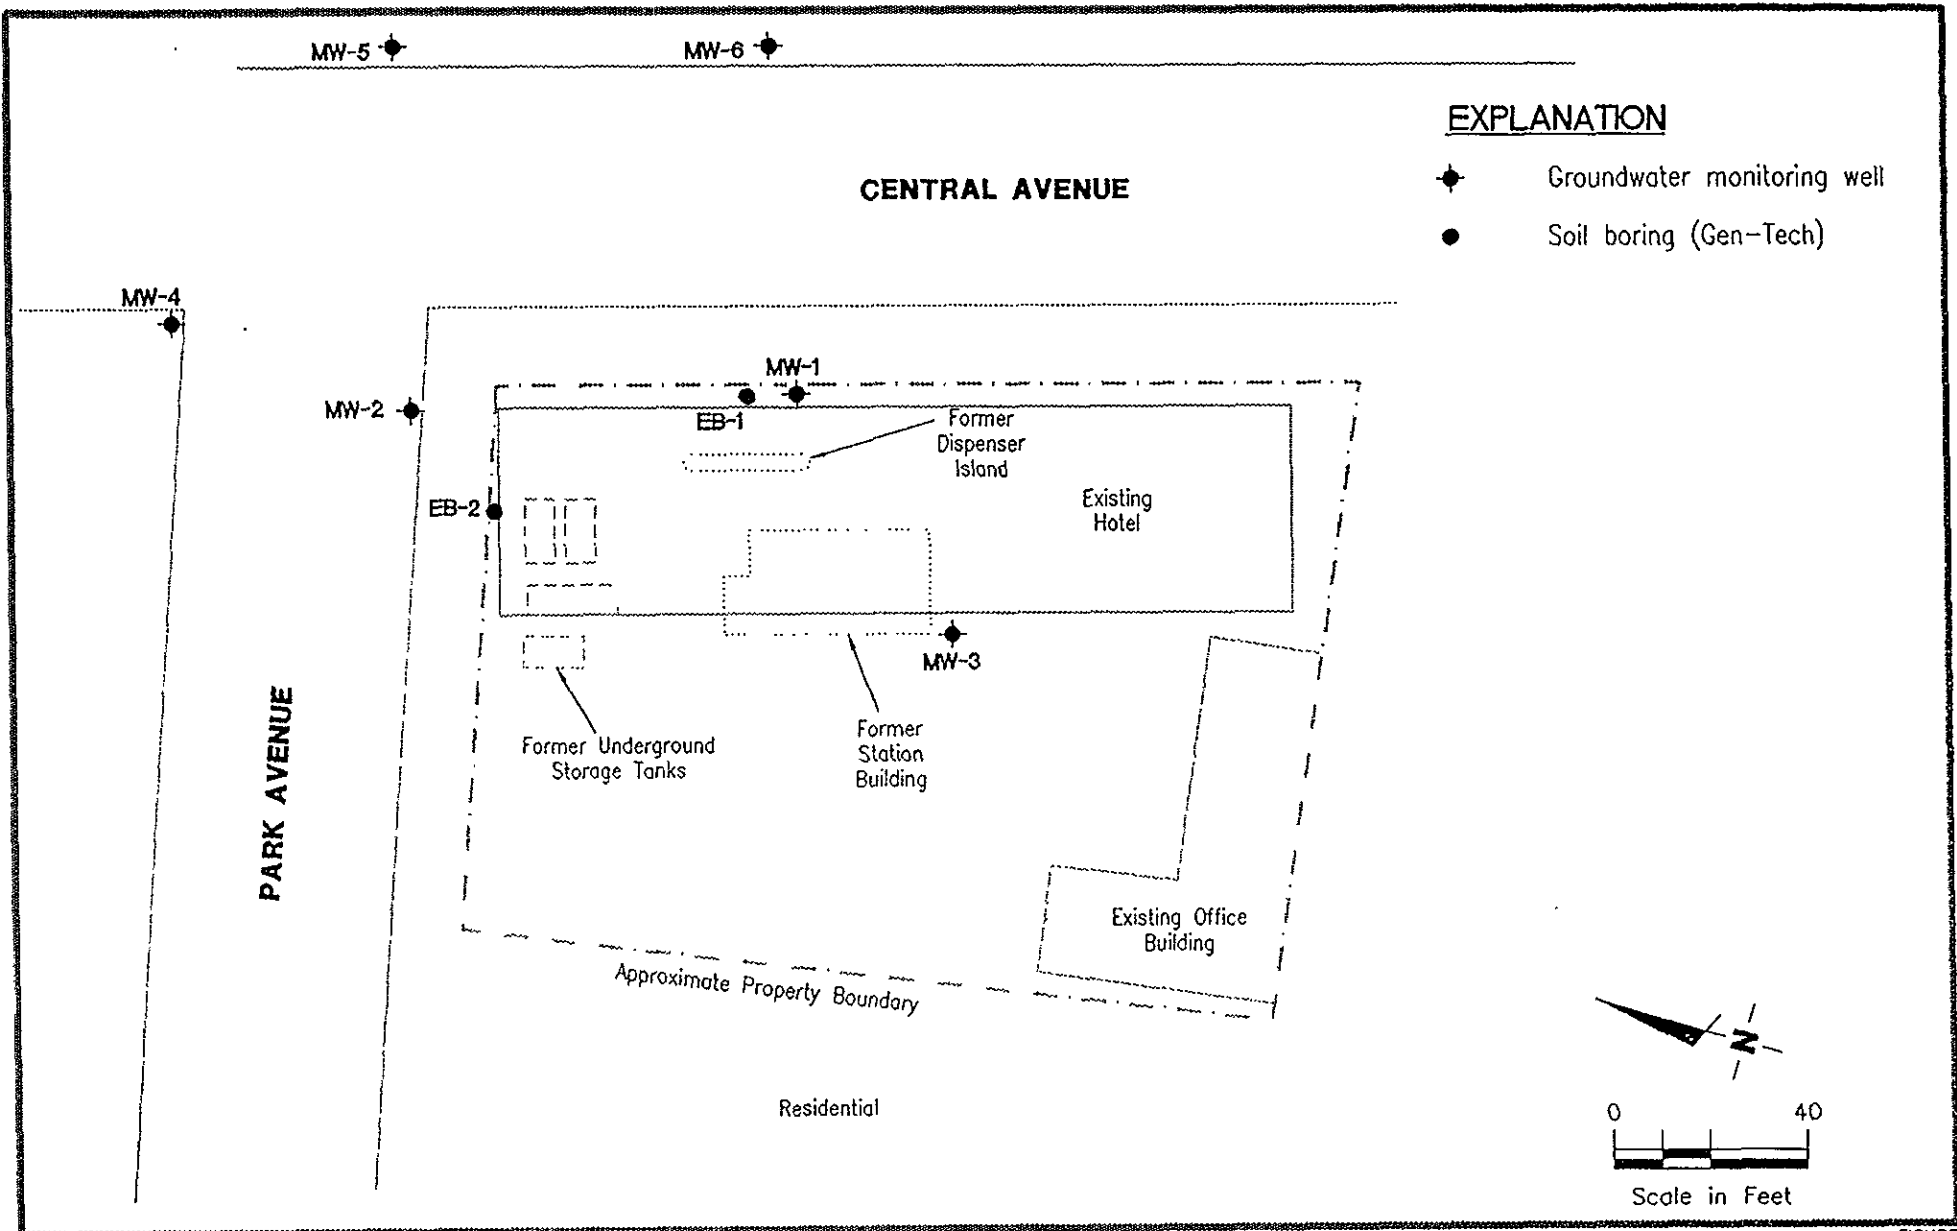 MW-5
MW-6
EXPLANATION
Groundwater monitoring well
CENTRAL AVENUE
Soil boring (Gen-Tech)
MW-4
MW-1
MW-2
EB-1
Former
Dispenser
Island
Existing
Hotel
EB-2
MW-3
PARK AVENUE
Former Underground
Storage Tanks
Former
Station
Building
Existing Office
Building
Approximate Property Boundary
N
Residential
0 40
Scale in Feet